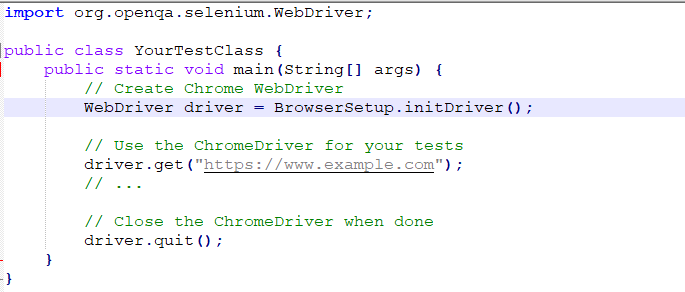 import org.openqa.selenium.WebDriver;
public class YourTestClass {
    public static void main(String[] args) {
        // Create Chrome WebDriver
        WebDriver driver = BrowserSetup.initDriver();
        // Use the ChromeDriver for your tests
        driver.get("https://www.example.com");
        // ...
        // Close the ChromeDriver when done
        driver.quit();
    }
}